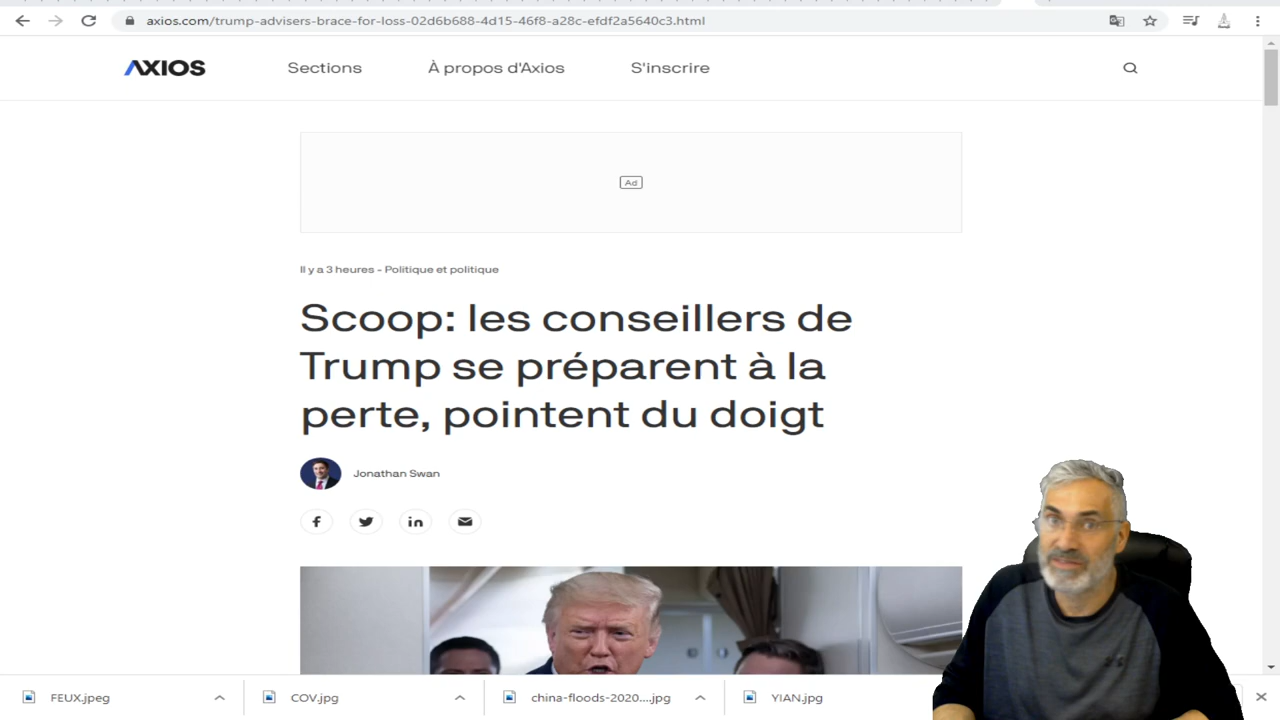 axios.com/trump-advisers-brace-for-loss-02d6b688-4d15-46f8-a28c-efdf2a5640c3.html
AXIOS
Sections
À propos d'Axios
S'inscrire
Ad
Il y a 3 heures - Politique et politique
Scoop: les conseillers de
Trump se préparent à la
perte, pointent du doigt
Jonathan Swan
FEUX.jpeg
COV.jpg
china-floods-2020....jpg
YIAN.jpg